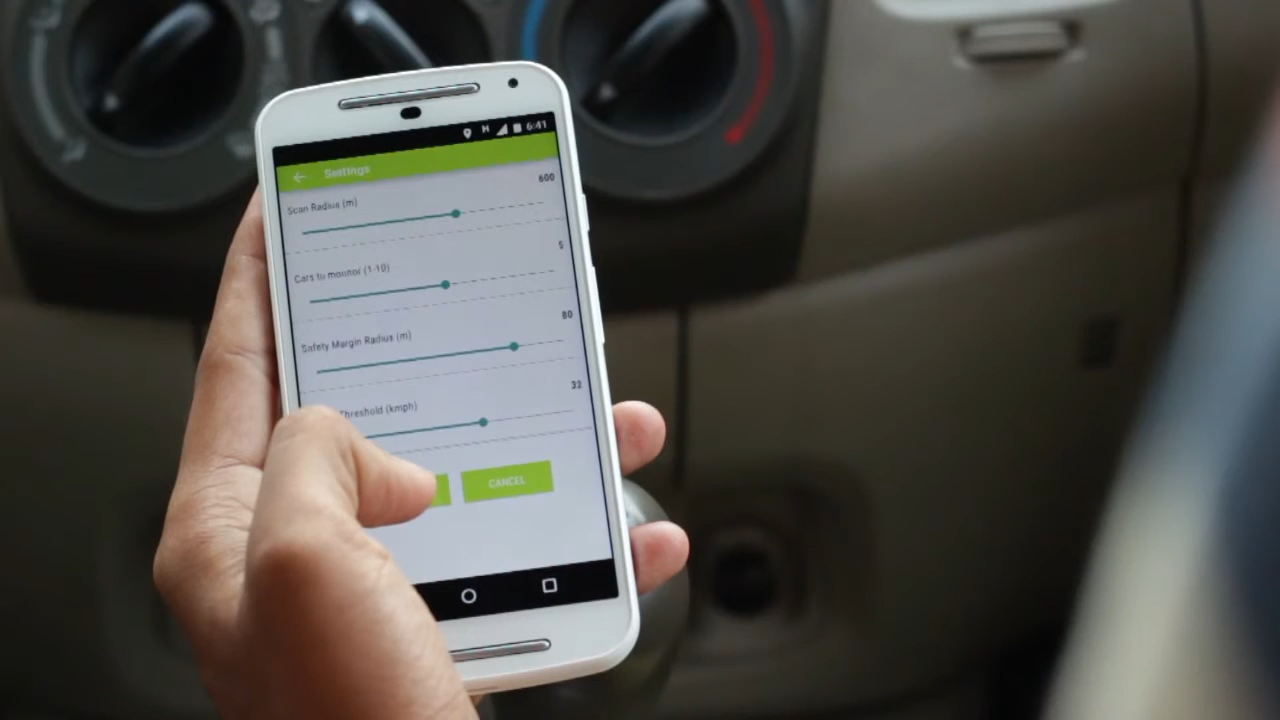 H 6:41
Settings
600
Scan Radius (m)
5
Cars to monitor (1-10)
80
Safety Margin Radius (m)
33
Threshold (kmph)
CANCEL